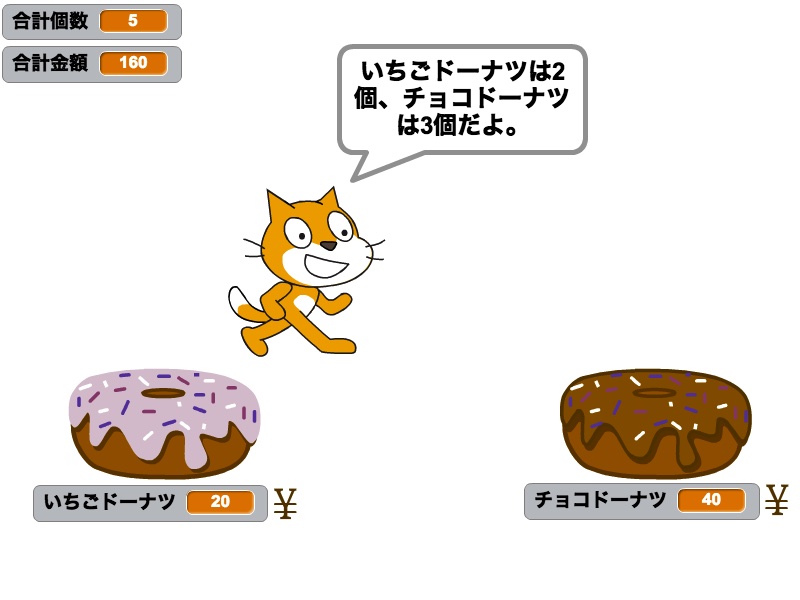 合計個数 5
合計金額 160
いちごドーナツは2
個、チョコドーナツ
は3個だよ。
いちごドーナツ 20 ¥
チョコドーナツ 40 ¥